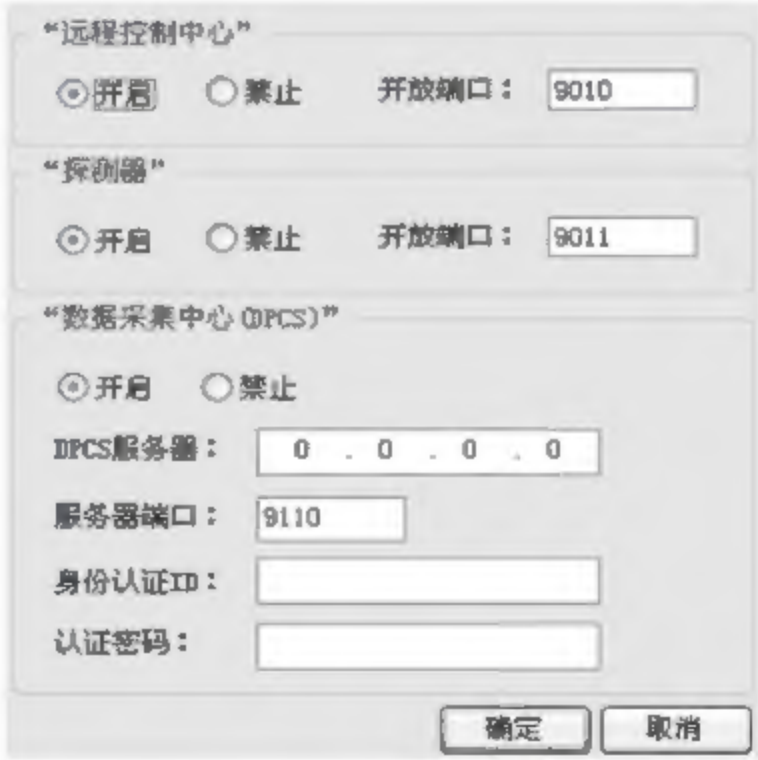 “远程控制中心”
开启 禁止 开放端口： 9010
“探测器”
开启 禁止 开放端口： 9011
“数据采集中心(DPCS)”
开启 禁止
DPCS服务器： 0 . 0 . 0 . 0
服务器端口： 9110
身份认证ID：
认证密码：
确定 取消